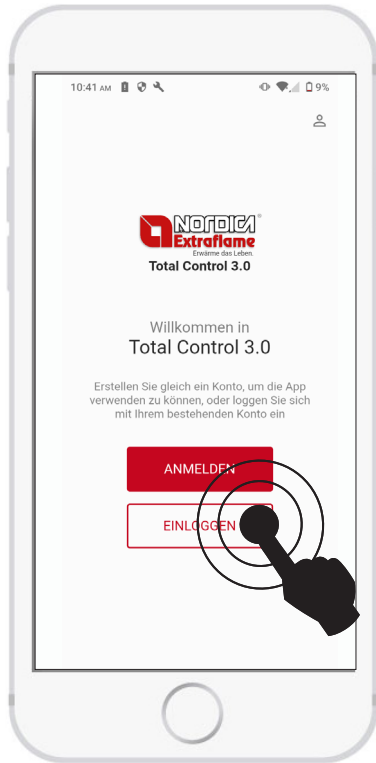 10:41 AM 9%
NORDICA®
Extraflame
Erwärme das Leben.
Total Control 3.0
Willkommen in
Total Control 3.0
Erstellen Sie gleich ein Konto, um die App
verwenden zu können, oder loggen Sie sich
mit Ihrem bestehenden Konto ein
ANMELDEN
EINLOGGEN